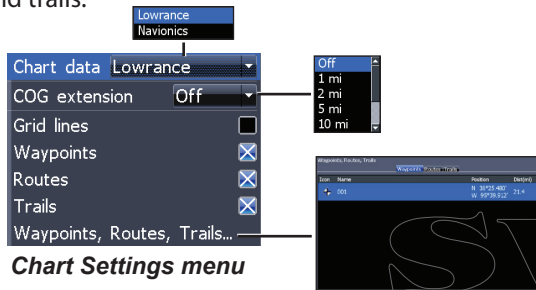 nd trails.
Lowrance
Navionics
Chart data Lowrance
COG extension Off
Grid lines
Waypoints
Routes
Trails
Waypoints, Routes, Trails...
Chart Settings menu
Off
1 mi
2 mi
5 mi
10 mi
Waypoints, Routes, Trails
Waypoints Routes Trails
Icon Name Position Dist(mi)
001 N 30°25.480' 21.4
W 95°39.912'